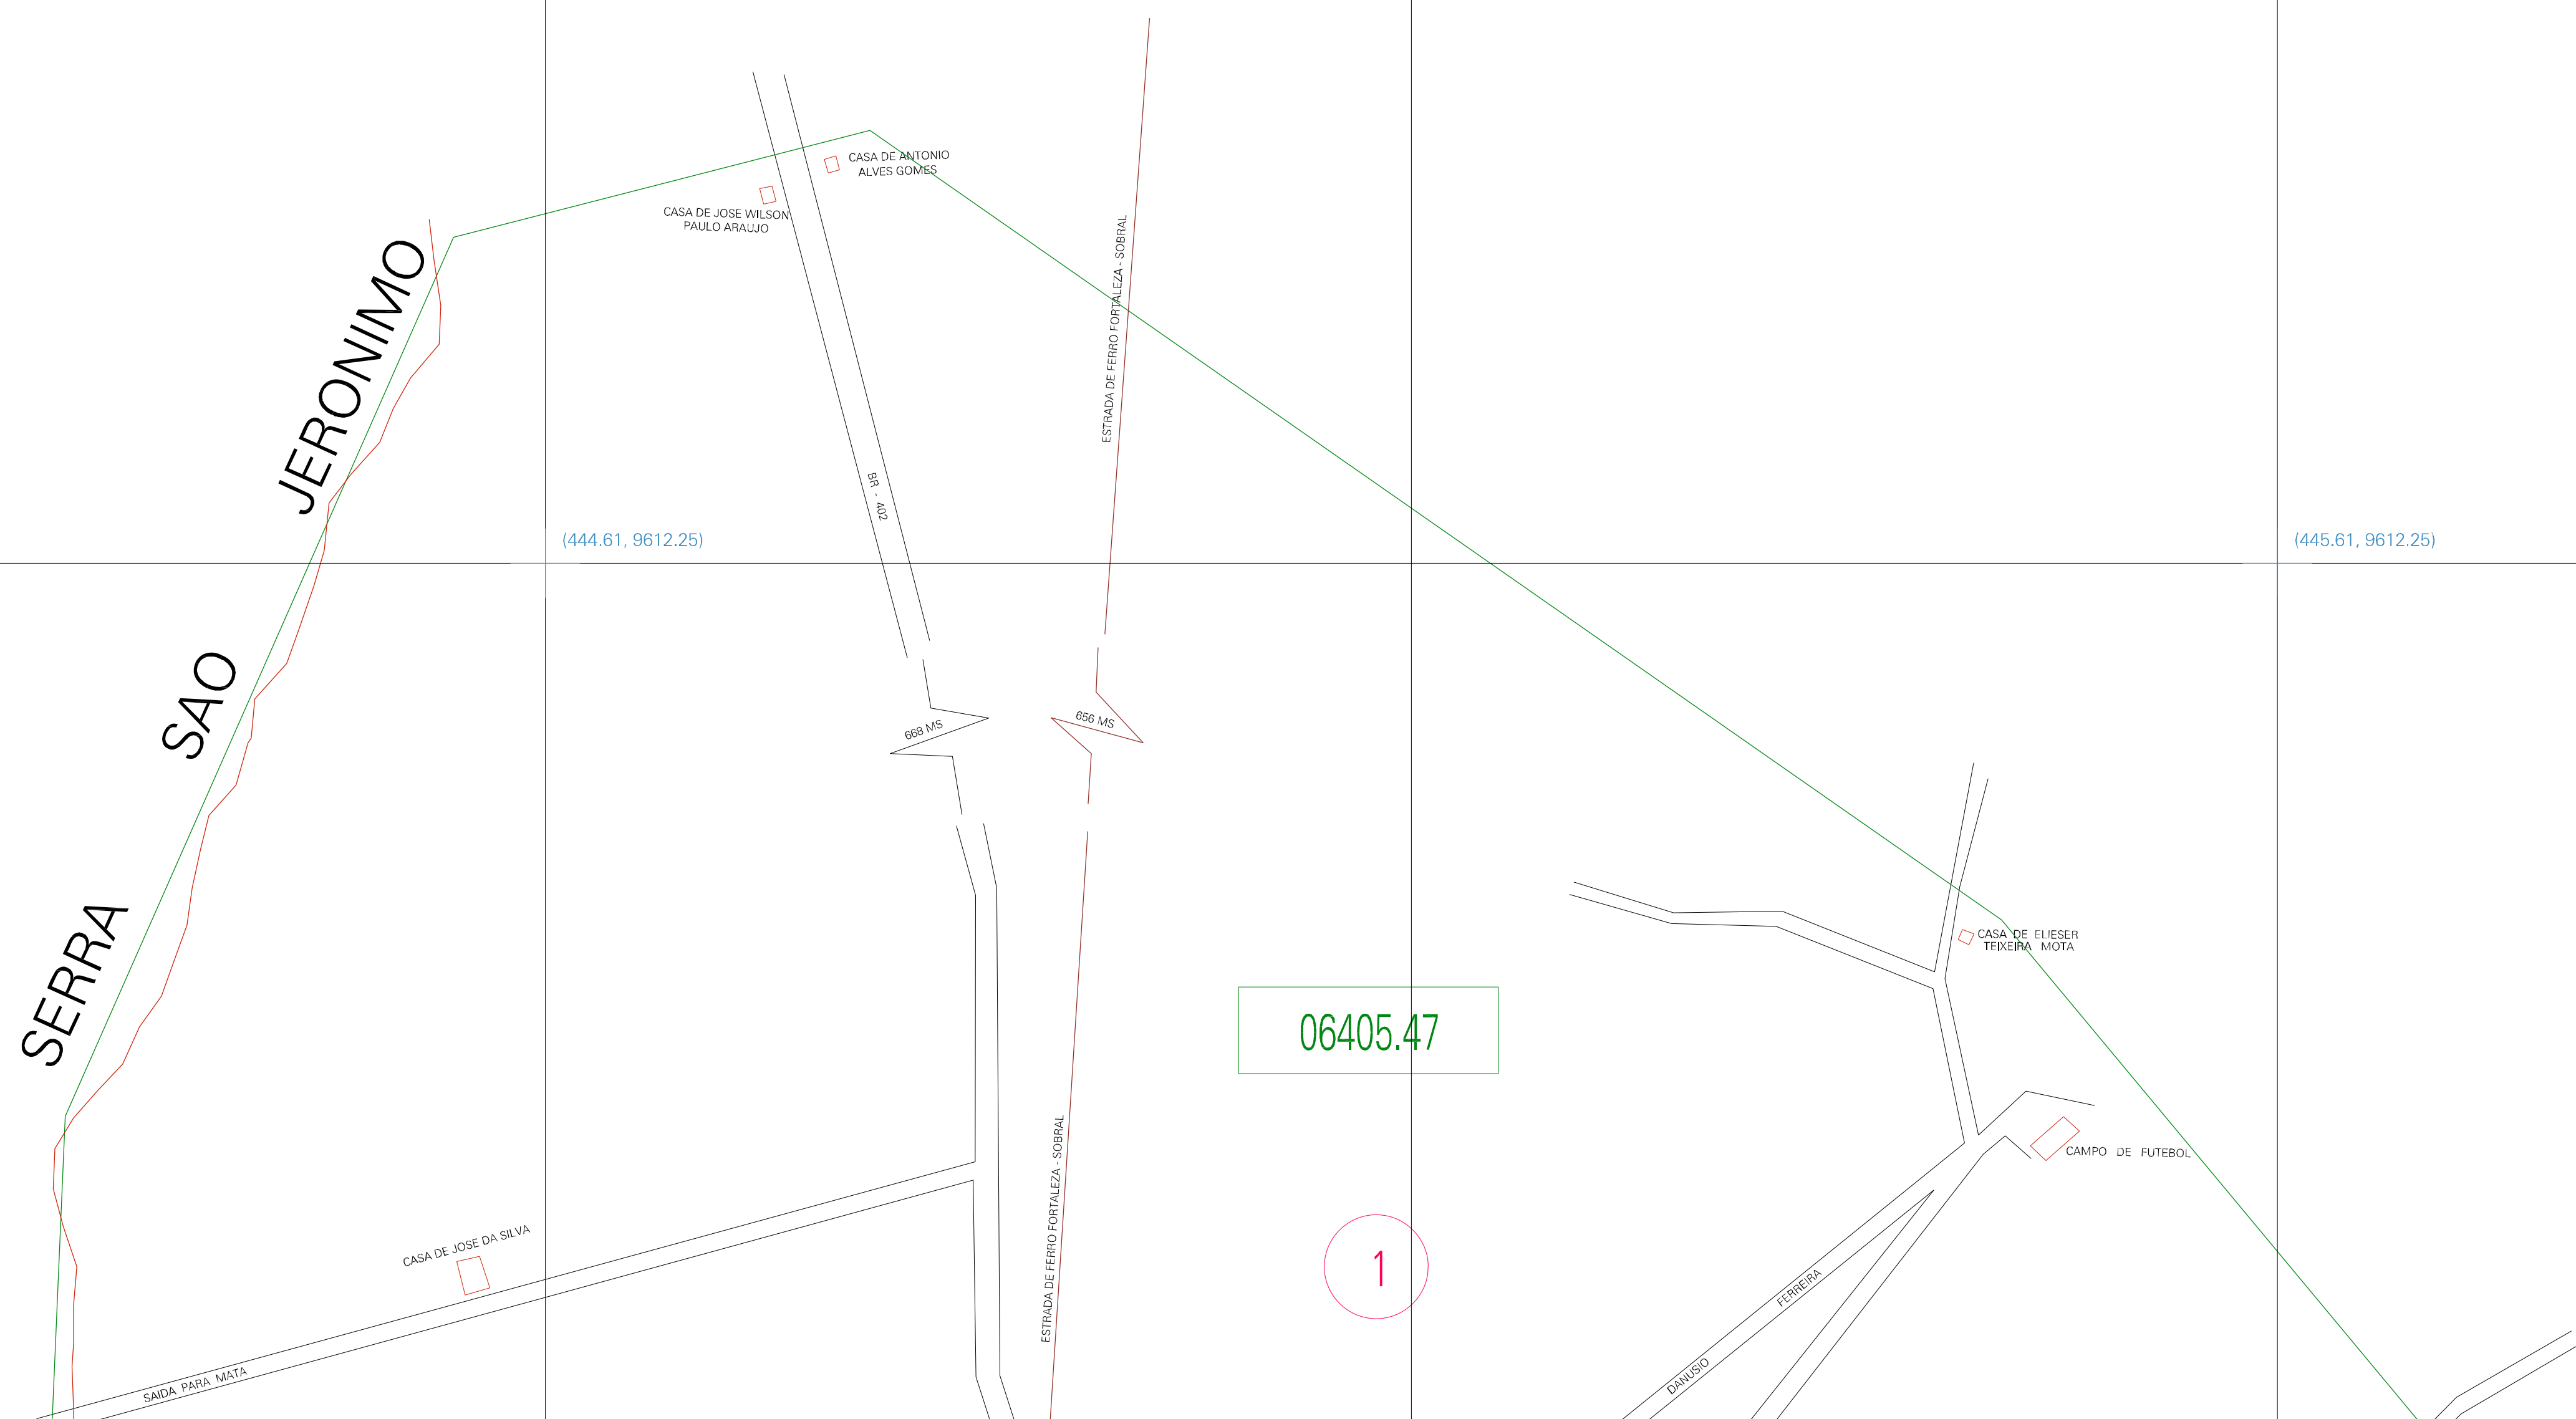 CASA DE ANTONIO
ALVES GOMES
CASA DE JOSE WILSON
PAULO ARAUJO
ESTRADA DE FERRO FORTALEZA - SOBRAL
SERRA SAO JERONIMO
BR - 402
(444.61, 9612.25)
(445.61, 9612.25)
668 MS
656 MS
CASA DE ELIESER
TEIXEIRA MOTA
06405.47
CAMPO DE FUTEBOL
ESTRADA DE FERRO FORTALEZA - SOBRAL
CASA DE JOSE DA SILVA
1
DANUSIO FERREIRA
SAIDA PARA MATA